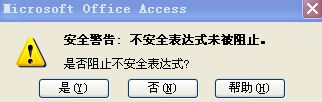 Microsoft Office Access
安全警告: 不安全表达式未被阻止。
是否阻止不安全表达式?
是(Y)
否(N)
帮助(H)